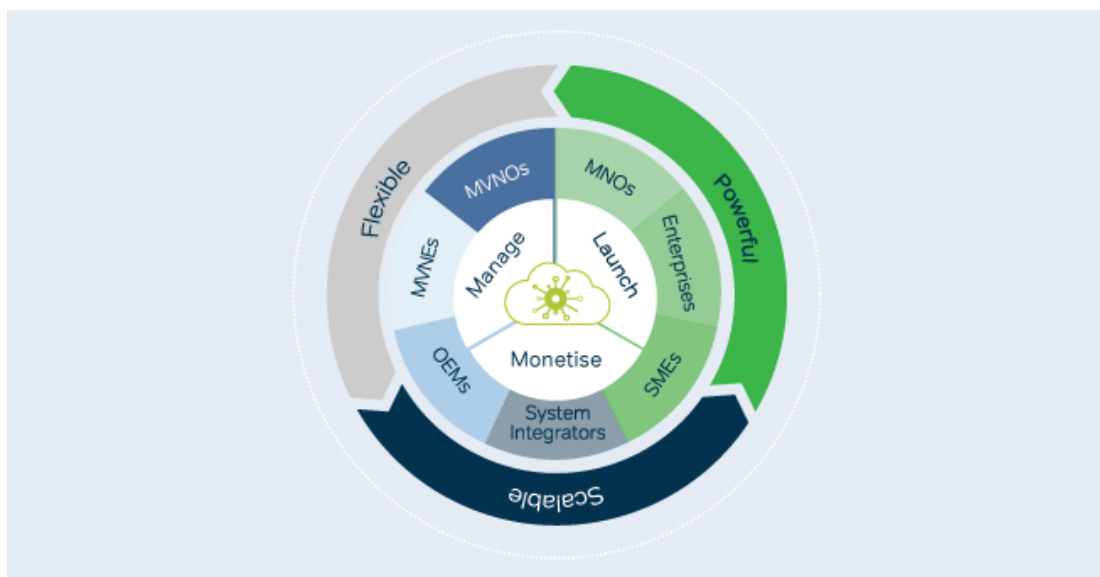 Flexible
Powerful
Scalable
MVNOs
MNOs
Enterprises
SMEs
System
Integrators
OEMs
MVNEs
Manage
Launch
Monetise